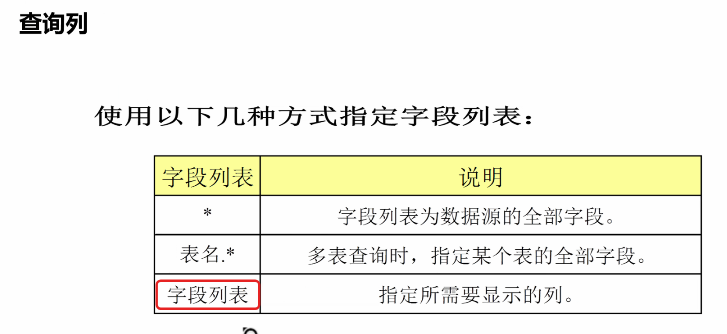 查询列
使用以下几种方式指定字段列表：
字段列表 说明
* 字段列表为数据源的全部字段。
表名.* 多表查询时，指定某个表的全部字段。
字段列表 指定所需要显示的列。